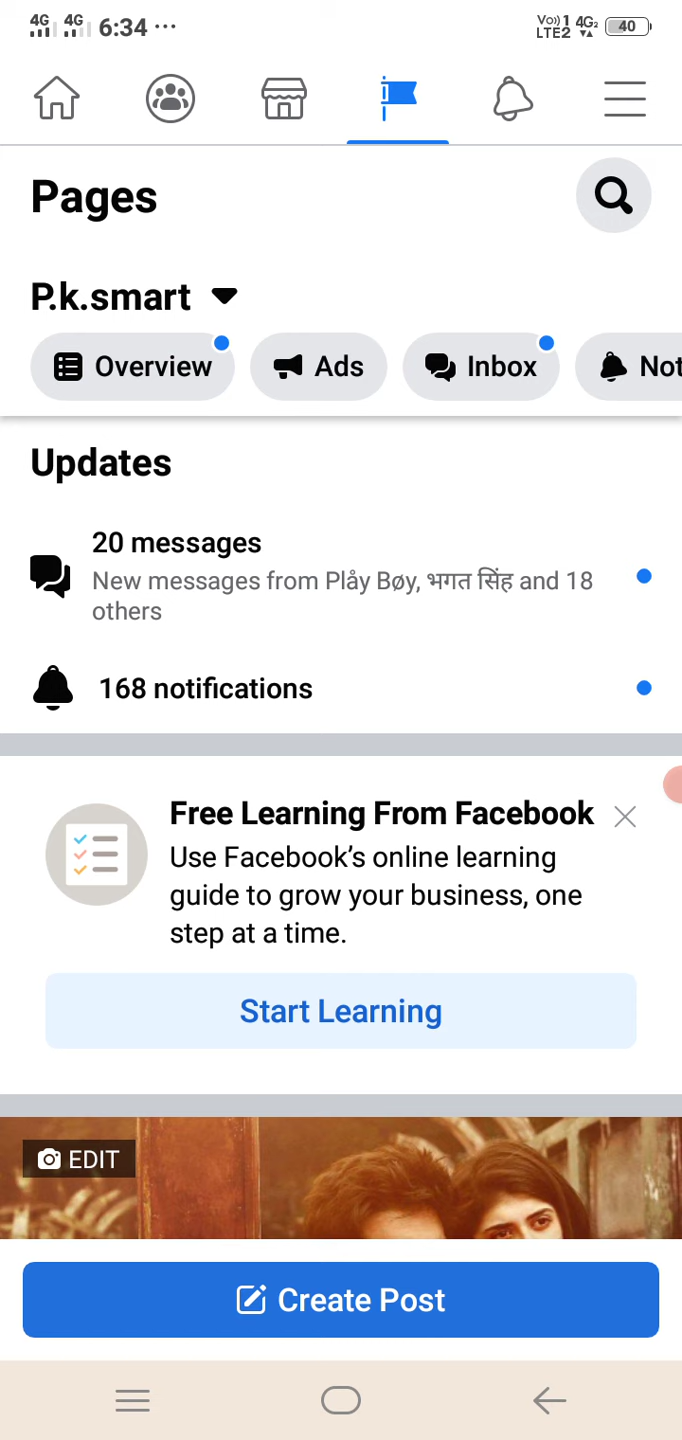 4G 4G 6:34 ··· Vo)) 1 4G2 40
LTE2
Pages
P.k.smart
Overview Ads Inbox Not
Updates
20 messages
New messages from Plåy Bøy, भगत सिंह and 18
others
168 notifications
Free Learning From Facebook
Use Facebook’s online learning
guide to grow your business, one
step at a time.
Start Learning
EDIT
Create Post